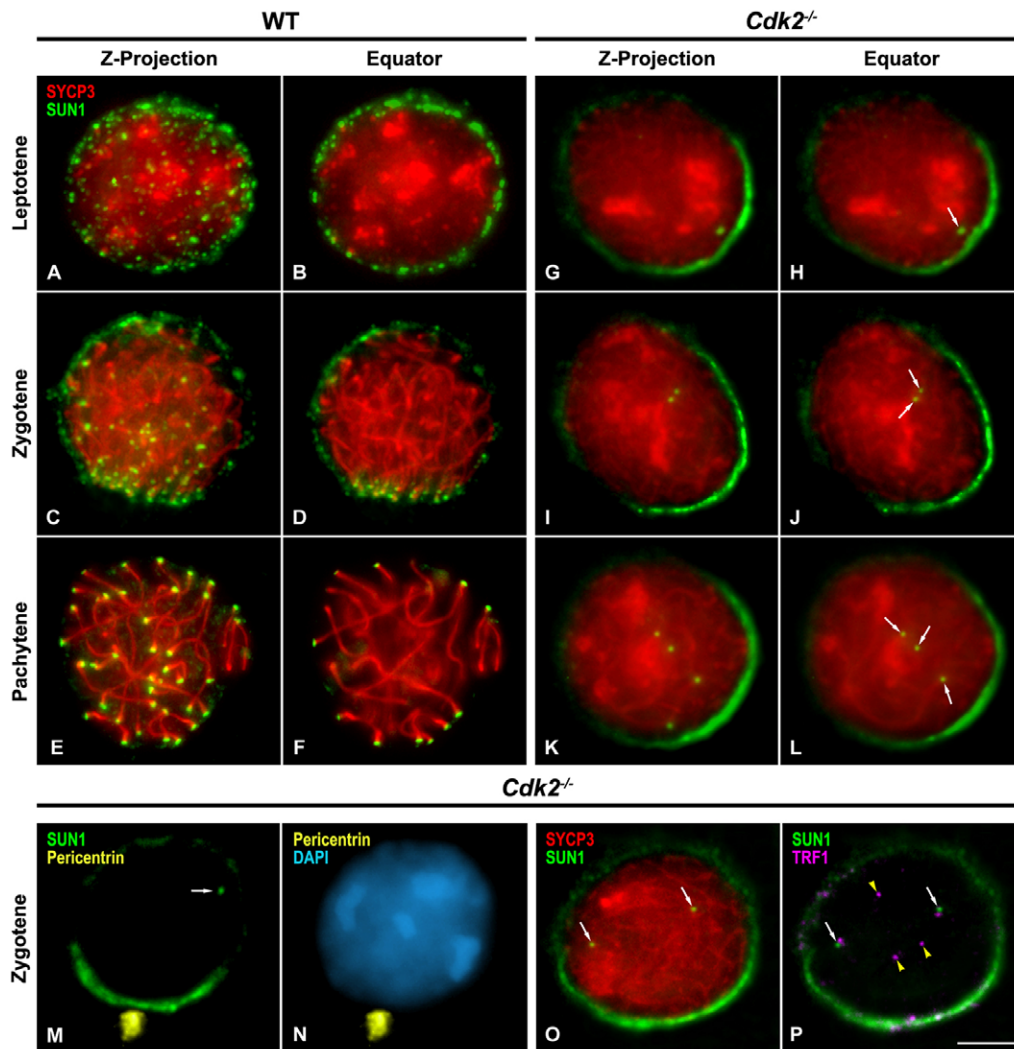 WT
Cdk2-/-
Z-Projection
Equator
Z-Projection
Equator
Leptotene
SYCP3
SUN1
A
B
G
H
Zygotene
C
D
I
J
Pachytene
E
F
K
L
Cdk2-/-
Zygotene
SUN1
Pericentrin
M
Pericentrin
DAPI
N
SYCP3
SUN1
O
SUN1
TRF1
P